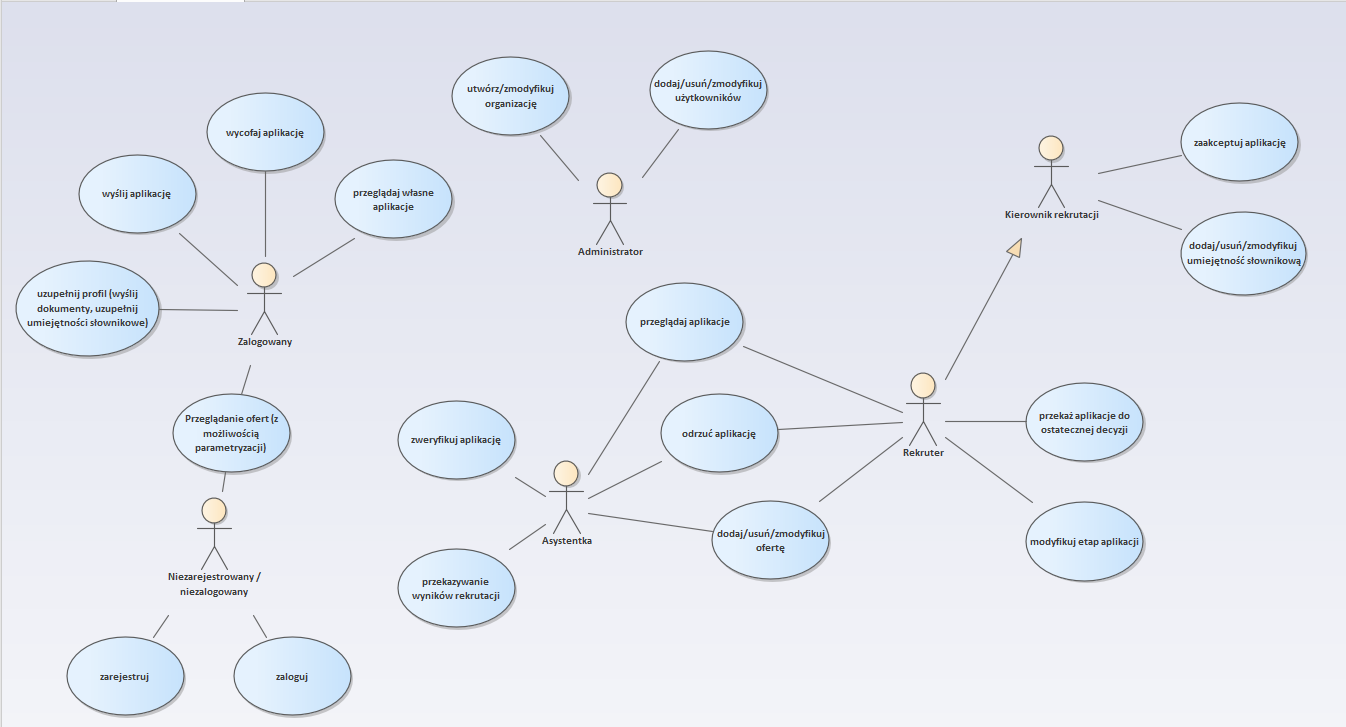 utwórz/zmodyfikuj
organizację
dodaj/usuń/zmodyfikuj
użytkowników
wycofaj aplikację
zaakceptuj aplikację
wyślij aplikację
przeglądaj własne
aplikacje
Kierownik rekrutacji
Administrator
dodaj/usuń/zmodyfikuj
umiejętność słownikową
uzupełnij profil (wyślij
dokumenty, uzupełnij
umiejętności słownikowe)
Zalogowany
przeglądaj aplikacje
Przeglądanie ofert (z
możliwością
parametryzacji)
zweryfikuj aplikację
odrzuć aplikację
Rekruter
przekaż aplikacje do
ostatecznej decyzji
Asystentka
dodaj/usuń/zmodyfikuj
ofertę
modyfikuj etap aplikacji
Niezarejestrowany /
niezalogowany
przekazywanie
wyników rekrutacji
zarejestruj
zaloguj